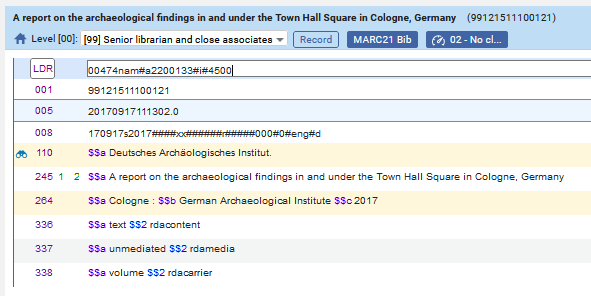 A report on the archaeological findings in and under the Town Hall Square in Cologne, Germany (99121511100121)
Level [00]: [99] Senior librarian and close associates Record MARC21 Bib 02 - No cl...
LDR 00474nam#a2200133#i#4500
001 99121511100121
005 20170917111302.0
008 170917s2017####xx######r#####000#0#eng#d
110 $$a Deutsches Archäologisches Institut.
245 1 2 $$a A report on the archaeological findings in and under the Town Hall Square in Cologne, Germany
264 $$a Cologne : $$b German Archaeological Institute $$c 2017
336 $$a text $$2 rdacontent
337 $$a unmediated $$2 rdamedia
338 $$a volume $$2 rdacarrier